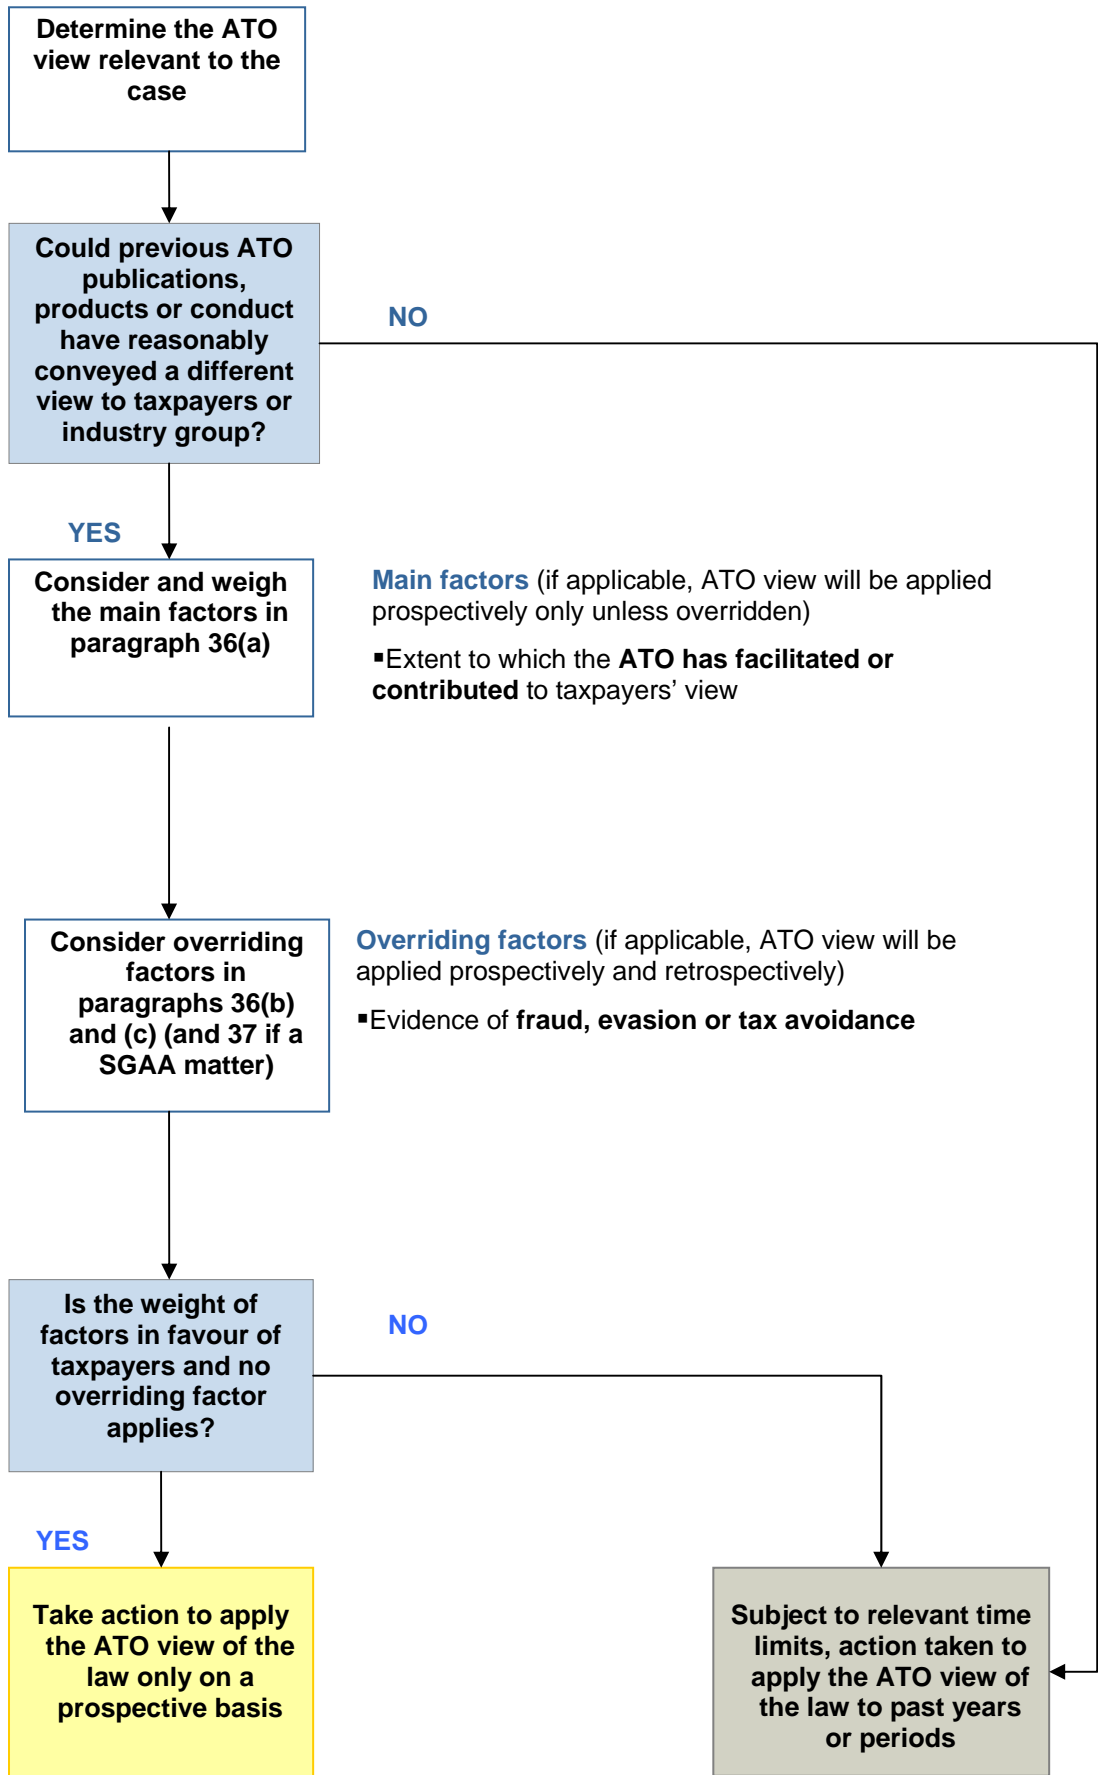 Determine the ATO
view relevant to the
case
Could previous ATO
publications,
products or conduct
have reasonably
conveyed a different
view to taxpayers or
industry group?
NO
YES
Consider and weigh
the main factors in
paragraph 36(a)
Main factors (if applicable, ATO view will be applied
prospectively only unless overridden)
▪Extent to which the ATO has facilitated or
contributed to taxpayers’ view
Consider overriding
factors in
paragraphs 36(b)
and (c) (and 37 if a
SGAA matter)
Overriding factors (if applicable, ATO view will be
applied prospectively and retrospectively)
▪Evidence of fraud, evasion or tax avoidance
Is the weight of
factors in favour of
taxpayers and no
overriding factor
applies?
NO
YES
Take action to apply
the ATO view of the
law only on a
prospective basis
Subject to relevant time
limits, action taken to
apply the ATO view of
the law to past years
or periods